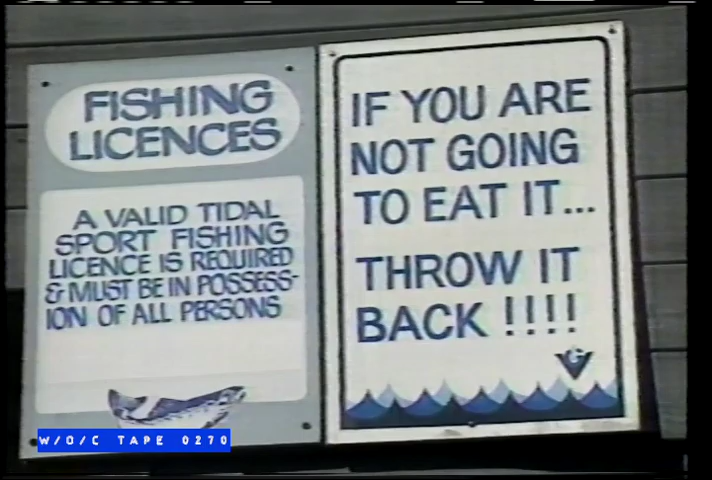 FISHING
LICENCES
A VALID TIDAL
SPORT FISHING
LICENCE IS REQUIRED
& MUST BE IN POSSESS-
ION OF ALL PERSONS
IF YOU ARE
NOT GOING
TO EAT IT...
THROW IT
BACK !!!!
G
W/O/C TAPE 0270